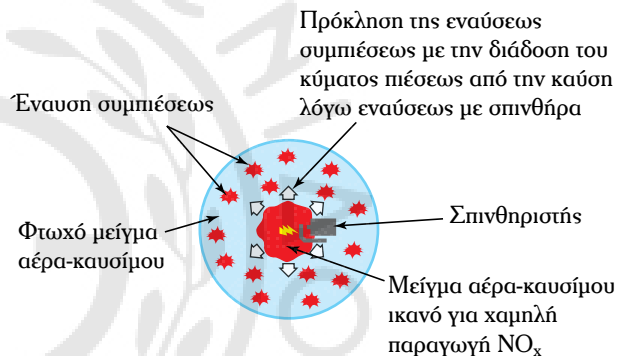 Πρόκληση της εναύσεως
συμπιέσεως με την διάδοση του
κύματος πιέσεως από την καύση
λόγω εναύσεως με σπινθήρα
Έναυση συμπιέσεως
Φτωχό μείγμα
αέρα-καυσίμου
Σπινθηριστής
Μείγμα αέρα-καυσίμου
ικανό για χαμηλή
παραγωγή NOx